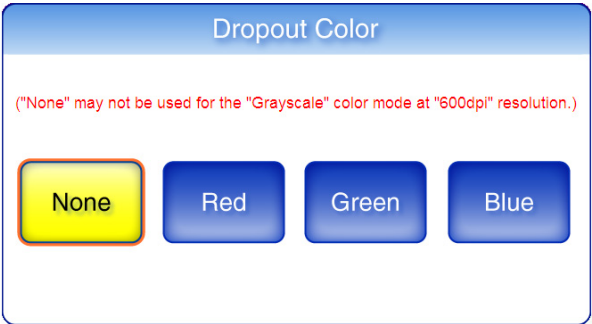 Dropout Color
("None" may not be used for the "Grayscale" color mode at "600dpi" resolution.)
None Red Green Blue